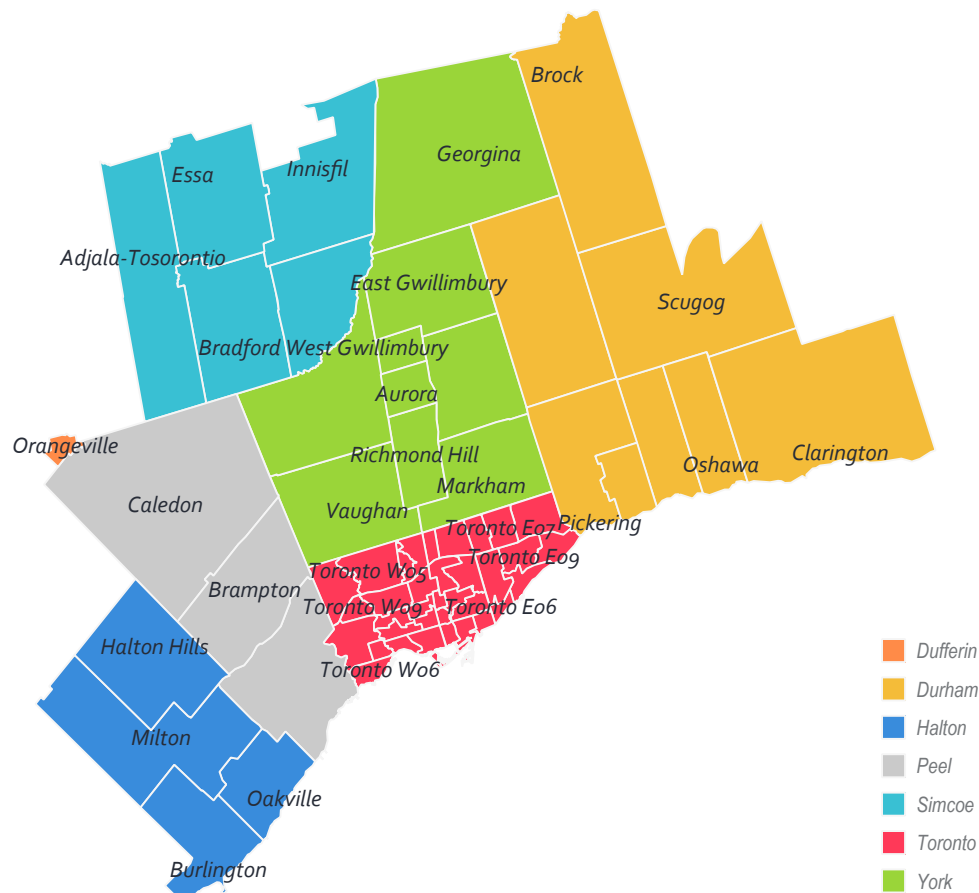 Brock
Georgina
Innisfil
Essa
Adjala-Tosorontio
East Gwillimbury
Scugog
Bradford West Gwillimbury
Aurora
Orangeville
Richmond Hill
Clarington
Oshawa
Markham
Caledon
Vaughan
Pickering
Toronto E07
Toronto E09
Toronto W05
Brampton
Toronto W09
Toronto E06
Halton Hills
Toronto W06
Milton
Oakville
Burlington
Dufferin
Durham
Halton
Peel
Simcoe
Toronto
York